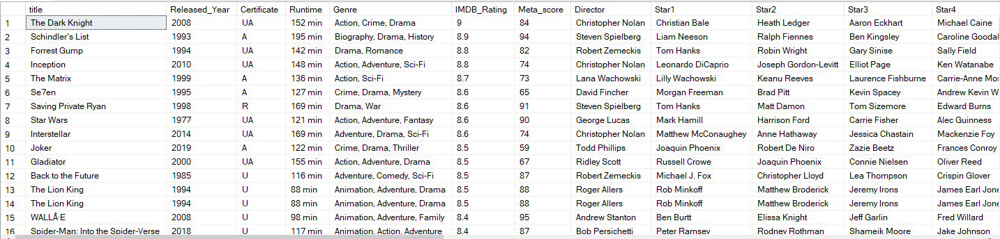 title Released_Year Certificate Runtime Genre IMDB_Rating Meta_score Director Star1 Star2 Star3 Star4
1 The Dark Knight 2008 UA 152 min Action, Crime, Drama 9 84 Christopher Nolan Christian Bale Heath Ledger Aaron Eckhart Michael Caine
2 Schindler's List 1993 A 195 min Biography, Drama, History 8.9 94 Steven Spielberg Liam Neeson Ralph Fiennes Ben Kingsley Caroline Goodal
3 Forrest Gump 1994 UA 142 min Drama, Romance 8.8 82 Robert Zemeckis Tom Hanks Robin Wright Gary Sinise Sally Field
4 Inception 2010 UA 148 min Action, Adventure, Sci-Fi 8.8 74 Christopher Nolan Leonardo DiCaprio Joseph Gordon-Levitt Elliot Page Ken Watanabe
5 The Matrix 1999 A 136 min Action, Sci-Fi 8.7 73 Lana Wachowski Lilly Wachowski Keanu Reeves Laurence Fishburne Carrie-Anne Mos
6 Se7en 1995 A 127 min Crime, Drama, Mystery 8.6 65 David Fincher Morgan Freeman Brad Pitt Kevin Spacey Andrew Kevin W
7 Saving Private Ryan 1998 R 169 min Drama, War 8.6 91 Steven Spielberg Tom Hanks Matt Damon Tom Sizemore Edward Burns
8 Star Wars 1977 UA 121 min Action, Adventure, Fantasy 8.6 90 George Lucas Mark Hamill Harrison Ford Carrie Fisher Alec Guinness
9 Interstellar 2014 UA 169 min Adventure, Drama, Sci-Fi 8.6 74 Christopher Nolan Matthew McConaughey Anne Hathaway Jessica Chastain Mackenzie Foy
10 Joker 2019 A 122 min Crime, Drama, Thriller 8.5 59 Todd Phillips Joaquin Phoenix Robert De Niro Zazie Beetz Frances Conroy
11 Gladiator 2000 UA 155 min Action, Adventure, Drama 8.5 67 Ridley Scott Russell Crowe Joaquin Phoenix Connie Nielsen Oliver Reed
12 Back to the Future 1985 U 116 min Adventure, Comedy, Sci-Fi 8.5 87 Robert Zemeckis Michael J. Fox Christopher Lloyd Lea Thompson Crispin Glover
13 The Lion King 1994 U 88 min Animation, Adventure, Drama 8.5 88 Roger Allers Rob Minkoff Matthew Broderick Jeremy Irons James Earl Jone
14 The Lion King 1994 U 88 min Animation, Adventure, Drama 8.5 88 Roger Allers Rob Minkoff Matthew Broderick Jeremy Irons James Earl Jone
15 WALLÂ·E 2008 U 98 min Animation, Adventure, Family 8.4 95 Andrew Stanton Ben Burtt Elissa Knight Jeff Garlin Fred Willard
16 Spider-Man: Into the Spider-Verse 2018 U 117 min Animation, Action, Adventure 8.4 87 Bob Persichetti Peter Ramsey Rodney Rothman Shameik Moore Jake Johnson